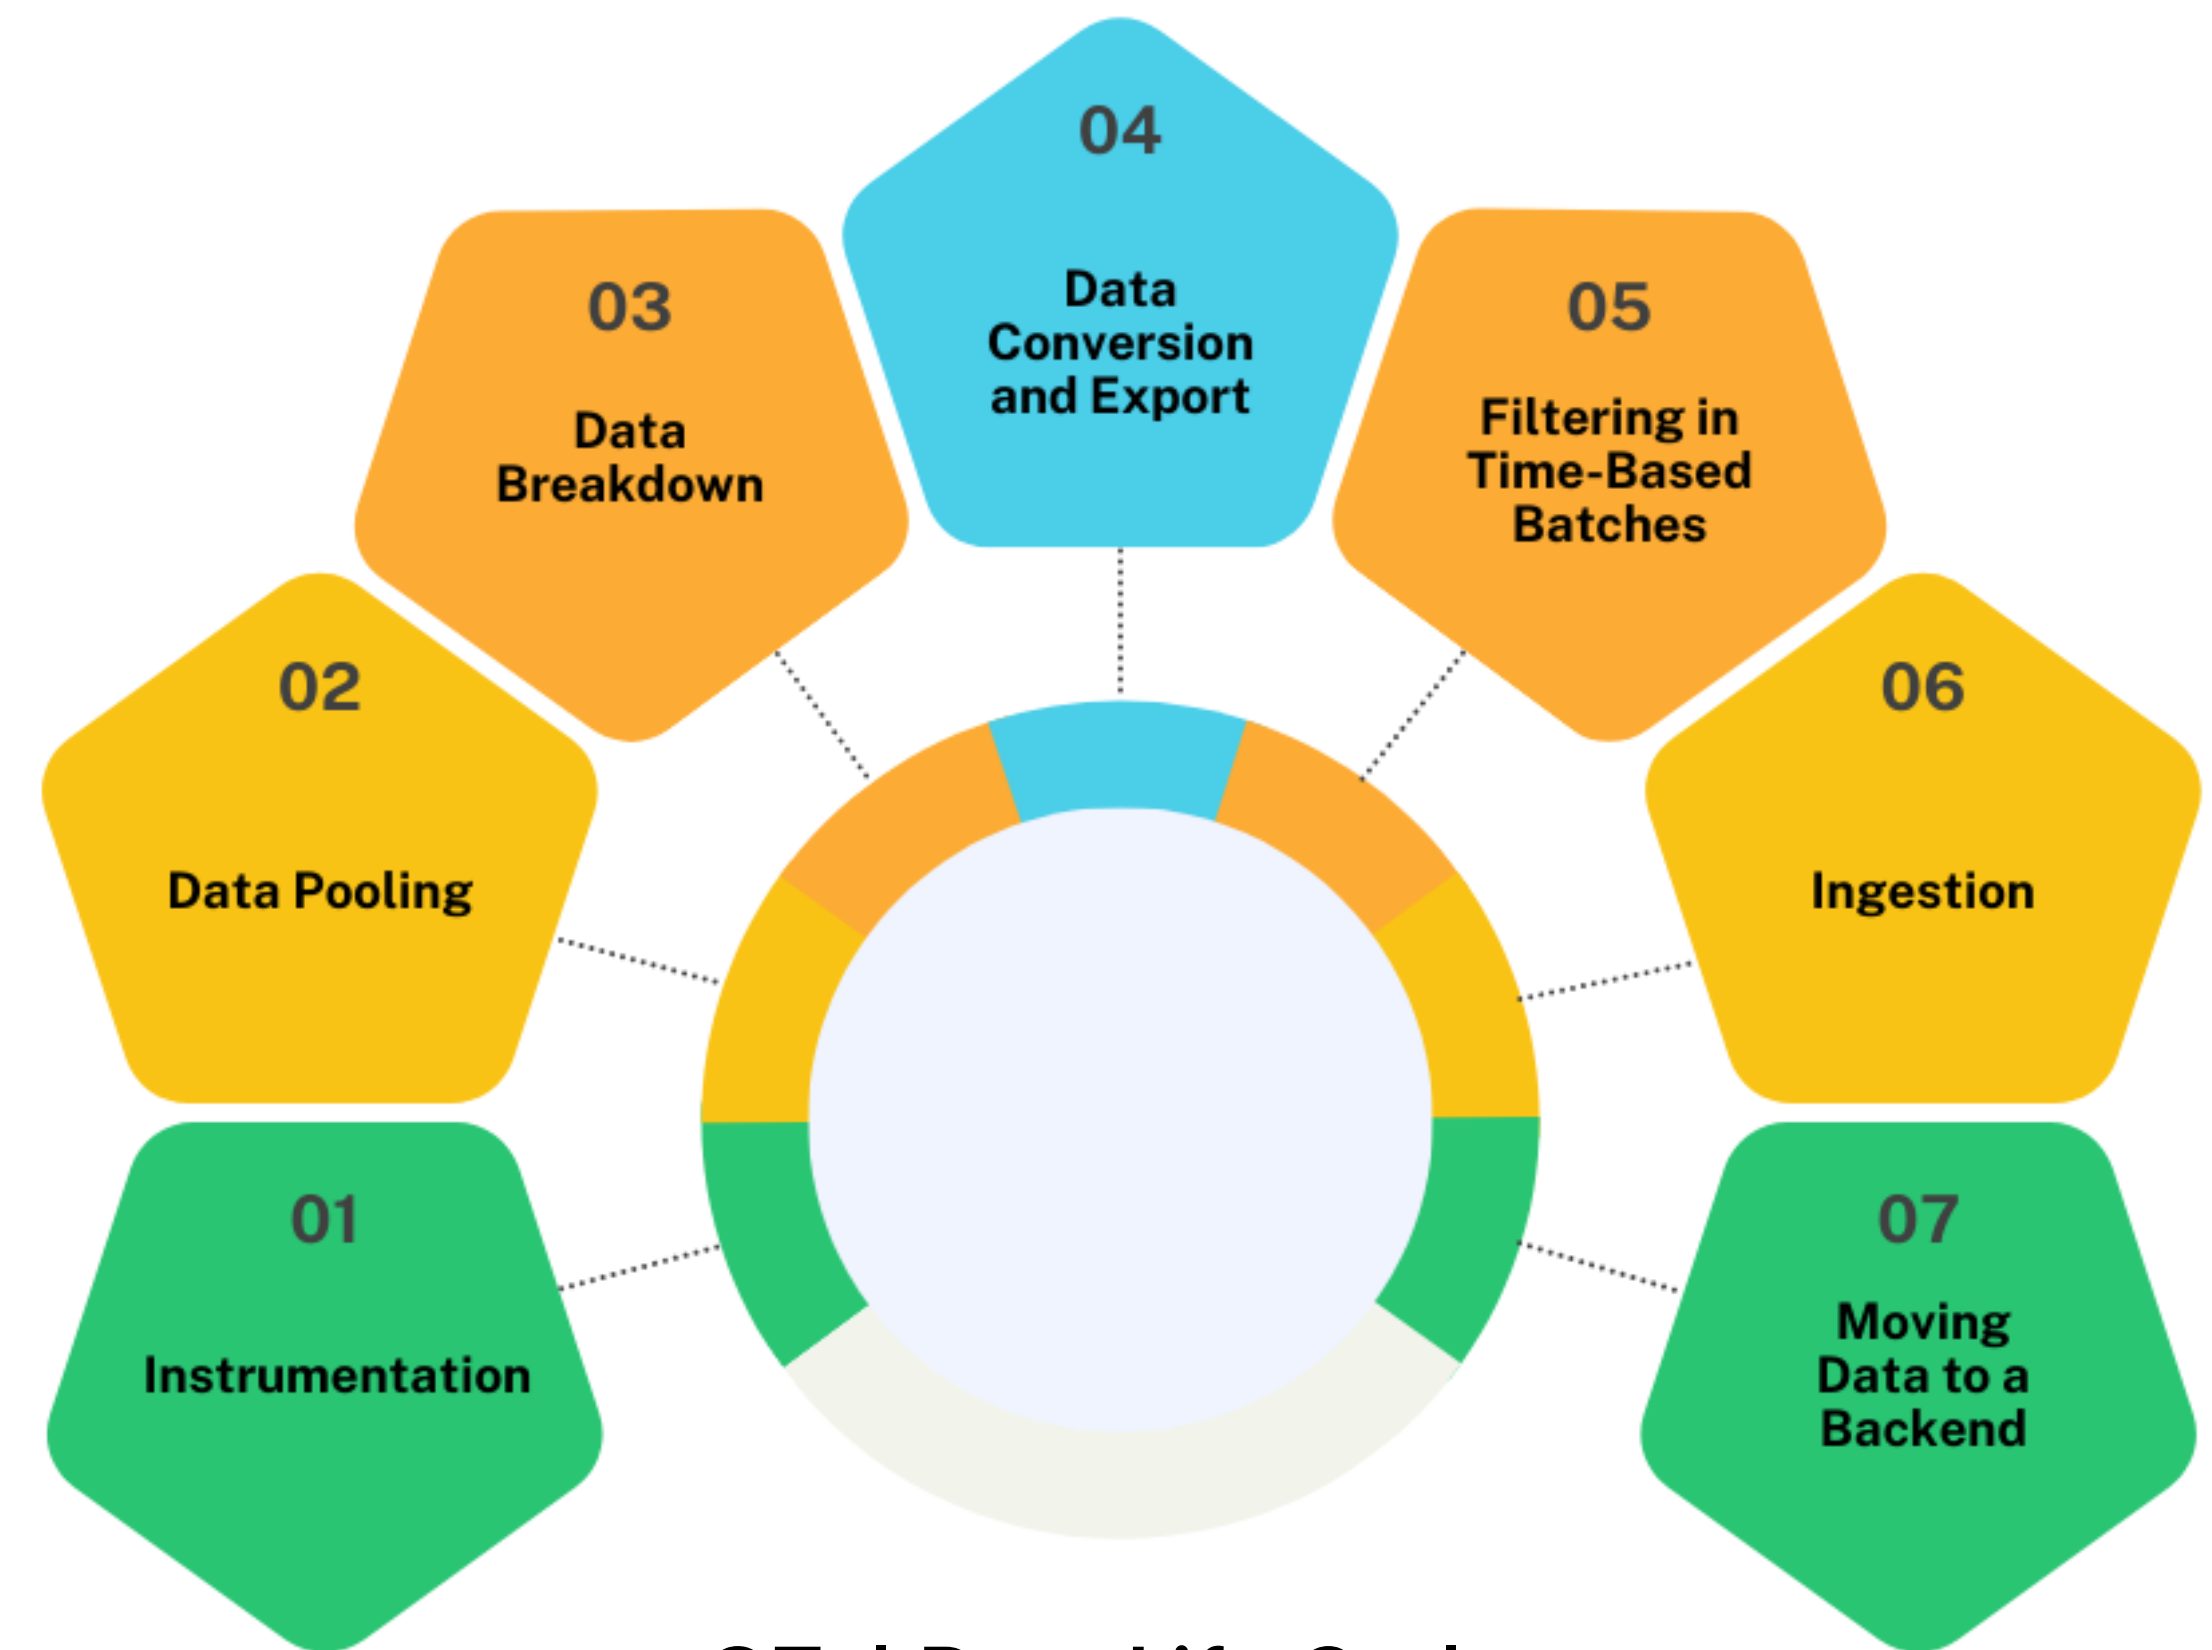 01
Instrumentation
02
Data Pooling
03
Data
Breakdown
04
Data
Conversion
and Export
05
Filtering in
Time-Based
Batches
06
Ingestion
07
Moving
Data to a
Backend